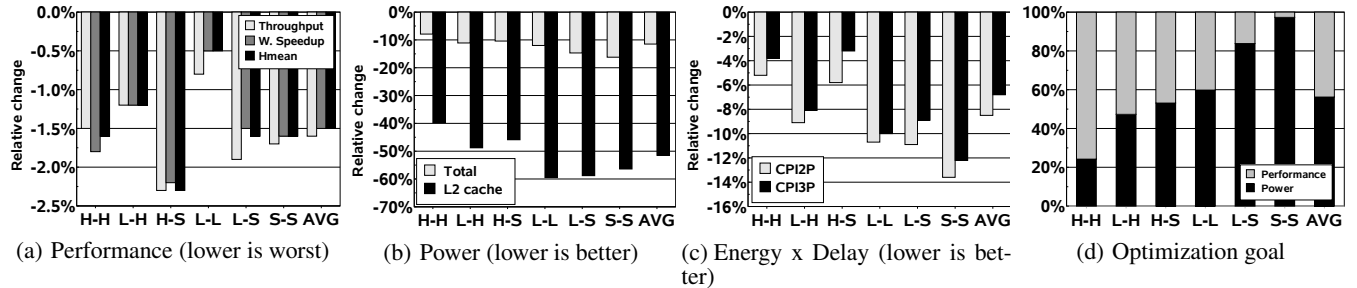 Relative change
0.0%
-0.5%
-1.0%
-1.5%
-2.0%
-2.5%
Throughput
W. Speedup
Hmean
H-H L-H H-S L-L L-S S-S AVG
(a) Performance (lower is worst)
Relative change
0%
-10%
-20%
-30%
-40%
-50%
-60%
-70%
Total
L2 cache
H-H L-H H-S L-L L-S S-S AVG
(b) Power (lower is better)
Relative change
0%
-2%
-4%
-6%
-8%
-10%
-12%
-14%
-16%
CPI2P
CPI3P
H-H L-H H-S L-L L-S S-S AVG
(c) Energy x Delay (lower is bet-
ter)
100%
80%
60%
40%
20%
0%
Performance
Power
H-H L-H H-S L-L L-S S-S AVG
(d) Optimization goal